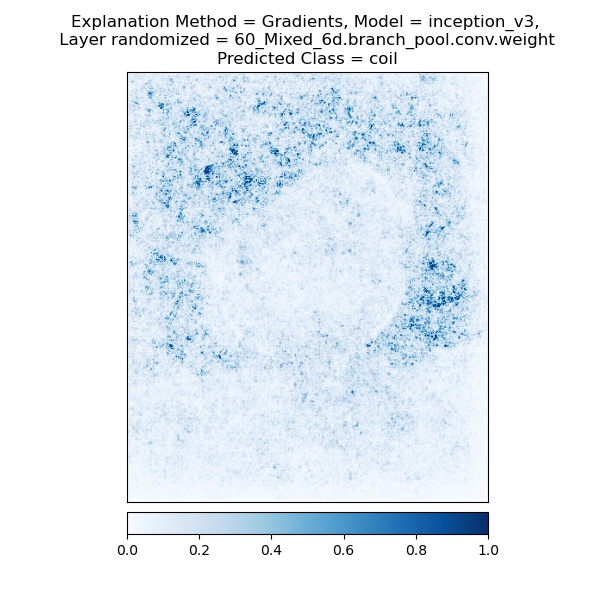 Explanation Method = Gradients, Model = inception_v3,
Layer randomized = 60_Mixed_6d.branch_pool.conv.weight
Predicted Class = coil
0.0 0.2 0.4 0.6 0.8 1.0